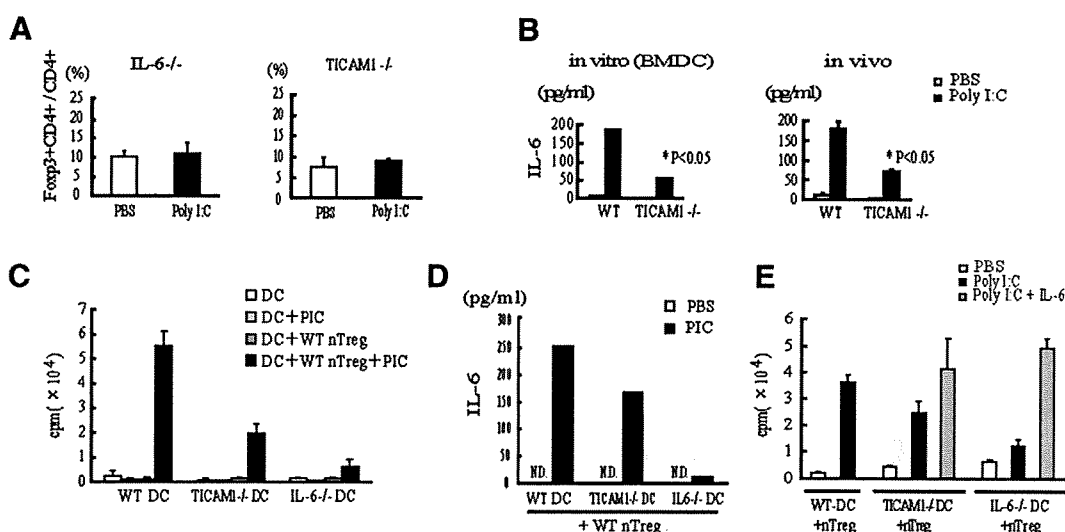 A
IL-6-/-
TICAM1 -/-
Foxp3+CD4+ / CD4+
(%)
25
20
15
10
5
0
PBS
Poly I:C
(%)
25
20
15
10
5
0
PBS
Poly I:C
B
in vitro (BMDC)
in vivo
PBS
Poly I:C
(pg/ml)
IL-6
200
150
100
50
0
* P<0.05
WT
TICAM1 -/-
(pg/ml)
200
150
100
50
0
* P<0.05
WT
TICAM1 -/-
C
DC
DC+PIC
DC+WT nTreg
DC+WT nTreg+PIC
cpm( × 10⁴)
7
6
5
4
3
2
1
0
WT DC
TICAM1-/- DC
IL-6-/- DC
D
(pg/ml)
PBS
PIC
IL-6
300
250
200
150
100
50
0
N.D.
N.D.
N.D.
WT DC
TICAM1-/- DC
IL6-/- DC
+ WT nTreg
E
PBS
Poly I:C
Poly I:C + IL-6
cpm( × 10⁴)
6
5
4
3
2
1
0
WT-DC
+nTreg
TICAM1-/- DC
+nTreg
IL-6-/- DC
+nTreg